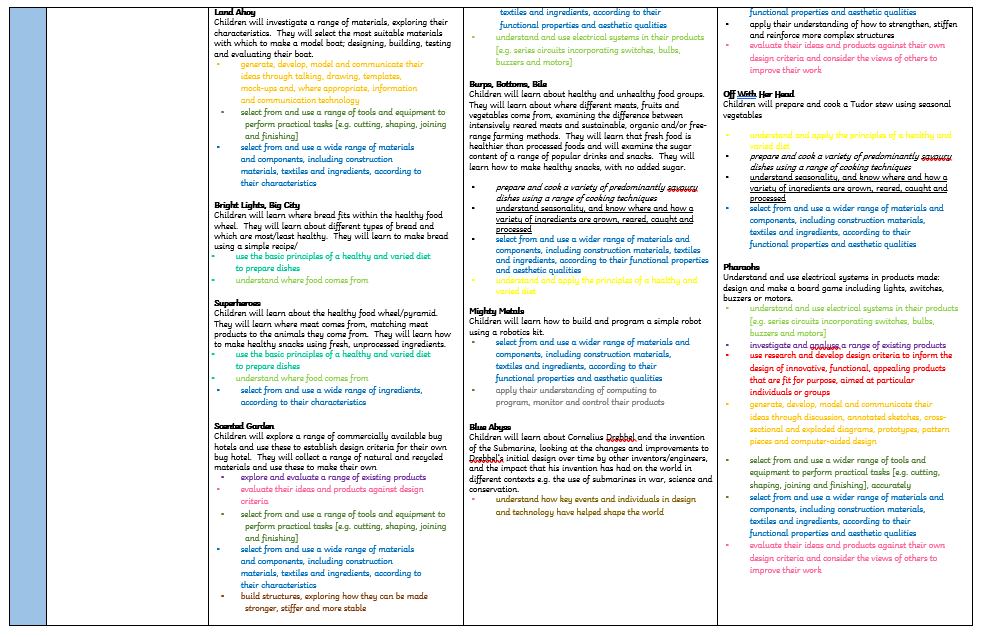 Land Ahoy
Children will investigate a range of materials, exploring their
characteristics.  They will select the most suitable materials
with which to make a model boat; designing, building, testing
and evaluating their boat.
generate, develop, model and communicate their
ideas through talking, drawing, templates,
mock-ups and, where appropriate, information
and communication technology
select from and use a range of tools and equipment to
perform practical tasks [e.g. cutting, shaping, joining
and finishing]
select from and use a wide range of materials
and components, including construction
materials, textiles and ingredients, according to
their characteristics
Bright Lights, Big City
Children will learn where bread fits within the healthy food
wheel.  They will learn about different types of bread and
which are most/least healthy.  They will learn to make bread
using a simple recipe/
use the basic principles of a healthy and varied diet
to prepare dishes
understand where food comes from
Superheroes
Children will learn about the healthy food wheel/pyramid.
They will learn where meat comes from, matching meat
products to the animals they come from.  They will learn how
to make healthy snacks using fresh, unprocessed ingredients.
use the basic principles of a healthy and varied diet
to prepare dishes
understand where food comes from
select from and use a wide range of ingredients,
according to their characteristics
Scented Garden
Children will explore a range of commercially available bug
hotels and use these to establish design criteria for their own
bug hotel.  They will collect a range of natural and recycled
materials and use these to make their own
explore and evaluate a range of existing products
evaluate their ideas and products against design
criteria
select from and use a range of tools and equipment to
perform practical tasks [e.g. cutting, shaping, joining
and finishing]
select from and use a wide range of materials
and components, including construction
materials, textiles and ingredients, according to
their characteristics
build structures, exploring how they can be made
stronger, stiffer and more stable
textiles and ingredients, according to their
functional properties and aesthetic qualities
understand and use electrical systems in their products
[e.g. series circuits incorporating switches, bulbs,
buzzers and motors]
Burps, Bottoms, Bile
Children will learn about healthy and unhealthy food groups.
They will learn about where different meats, fruits and
vegetables come from, examining the difference between
intensively reared meats and sustainable, organic and/or free-
range farming methods.  They will learn that fresh food is
healthier than processed foods and will examine the sugar
content of a range of popular drinks and snacks.  They will
learn how to make healthy snacks, with no added sugar.
prepare and cook a variety of predominantly savoury
dishes using a range of cooking techniques
understand seasonality, and know where and how a
variety of ingredients are grown, reared, caught and
processed
select from and use a wider range of materials and
components, including construction materials, textiles
and ingredients, according to their functional properties
and aesthetic qualities
understand and apply the principles of a healthy and
varied diet
Mighty Metals
Children will learn how to build and program a simple robot
using a robotics kit.
select from and use a wider range of materials and
components, including construction materials,
textiles and ingredients, according to their
functional properties and aesthetic qualities
apply their understanding of computing to
program, monitor and control their products
Blue Abyss
Children will learn about Cornelius Drebbel and the invention
of the Submarine, looking at the changes and improvements to
Drebbel's initial design over time by other inventors/engineers,
and the impact that his invention has had on the world in
different contexts e.g. the use of submarines in war, science and
conservation.
understand how key events and individuals in design
and technology have helped shape the world
functional properties and aesthetic qualities
apply their understanding of how to strengthen, stiffen
and reinforce more complex structures
evaluate their ideas and products against their own
design criteria and consider the views of others to
improve their work
Off With Her Head
Children will prepare and cook a Tudor stew using seasonal
vegetables
understand and apply the principles of a healthy and
varied diet
prepare and cook a variety of predominantly savoury
dishes using a range of cooking techniques
understand seasonality, and know where and how a
variety of ingredients are grown, reared, caught and
processed
select from and use a wider range of materials and
components, including construction materials,
textiles and ingredients, according to their
functional properties and aesthetic qualities
Pharaohs
Understand and use electrical systems in products made:
design and make a board game including lights, switches,
buzzers or motors.
understand and use electrical systems in their products
[e.g. series circuits incorporating switches, bulbs,
buzzers and motors]
investigate and analyse a range of existing products
use research and develop design criteria to inform the
design of innovative, functional, appealing products
that are fit for purpose, aimed at particular
individuals or groups
generate, develop, model and communicate their
ideas through discussion, annotated sketches, cross-
sectional and exploded diagrams, prototypes, pattern
pieces and computer-aided design
select from and use a wider range of tools and
equipment to perform practical tasks [e.g. cutting,
shaping, joining and finishing], accurately
select from and use a wider range of materials and
components, including construction materials,
textiles and ingredients, according to their
functional properties and aesthetic qualities
evaluate their ideas and products against their own
design criteria and consider the views of others to
improve their work